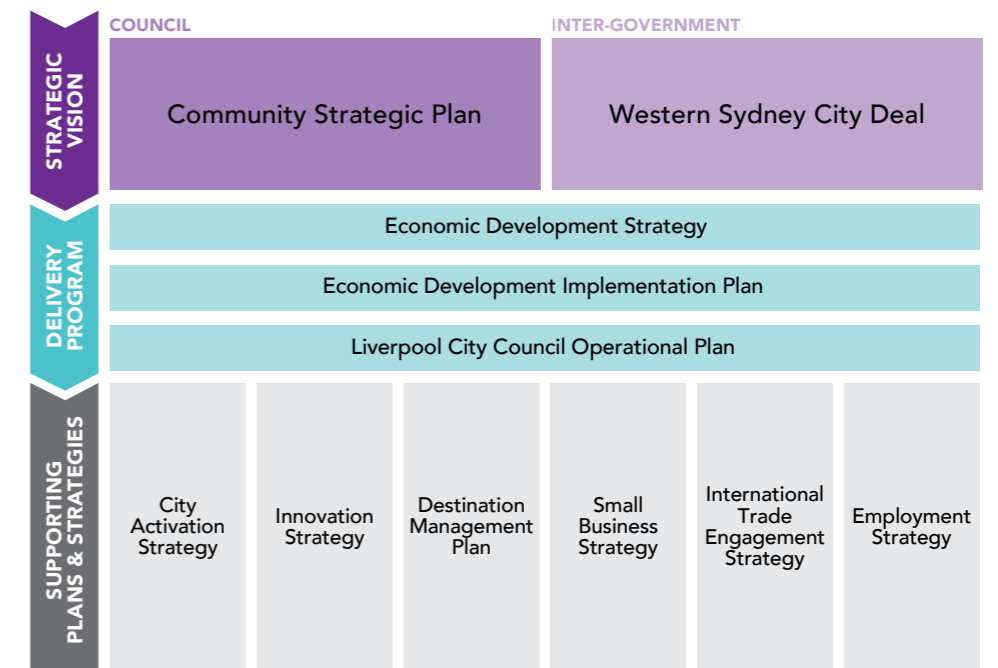 COUNCIL
INTER-GOVERNMENT
STRATEGIC
VISION
Community Strategic Plan
Western Sydney City Deal
DELIVERY
PROGRAM
Economic Development Strategy
Economic Development Implementation Plan
Liverpool City Council Operational Plan
SUPPORTING
PLANS & STRATEGIES
City
Activation
Strategy
Innovation
Strategy
Destination
Management
Plan
Small
Business
Strategy
International
Trade
Engagement
Strategy
Employment
Strategy